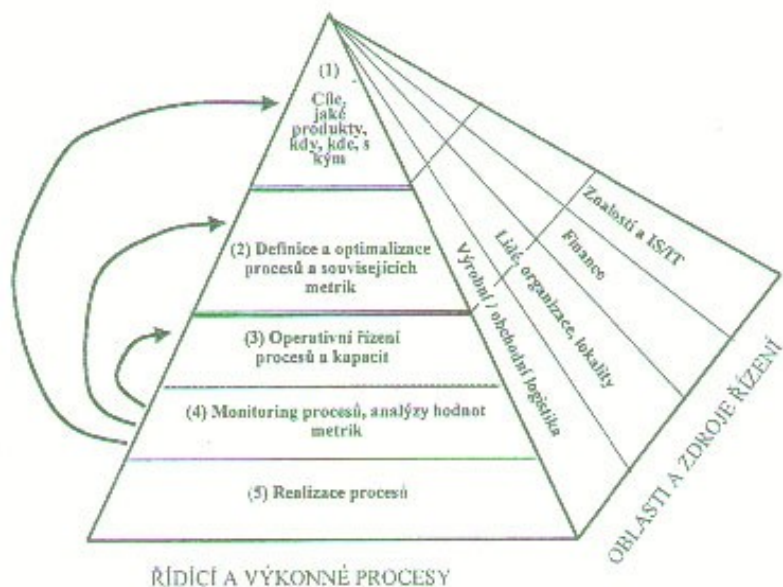 (1)
Cíle,
jaké
produkty,
kdy, kde, s
kým
(2) Definice a optimalizace
procesů a souvisejících
metrik
(3) Operativní řízení
procesů a kapacit
(4) Monitoring procesů, analýzy hodnot
metrik
(5) Realizace procesů
Výrobní / obchodní logistika
Lidé, organizace, lokality
Finance
Znalosti a IS/IT
ŘÍDÍCÍ A VÝKONNÉ PROCESY
OBLASTI A ZDROJE ŘÍZENÍ